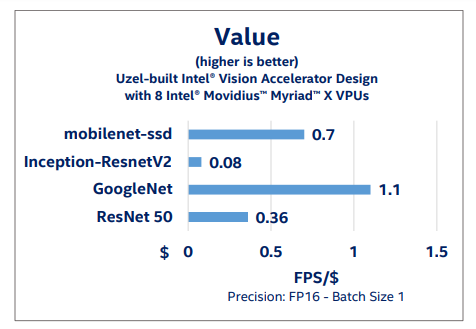 Value
(higher is better)
Uzel-built Intel® Vision Accelerator Design
with 8 Intel® Movidius™ Myriad™ X VPUs
mobilenet-ssd 0.7
Inception-ResnetV2 0.08
GoogleNet 1.1
ResNet 50 0.36
$ 0 0.5 1 1.5
FPS/$
Precision: FP16 - Batch Size 1